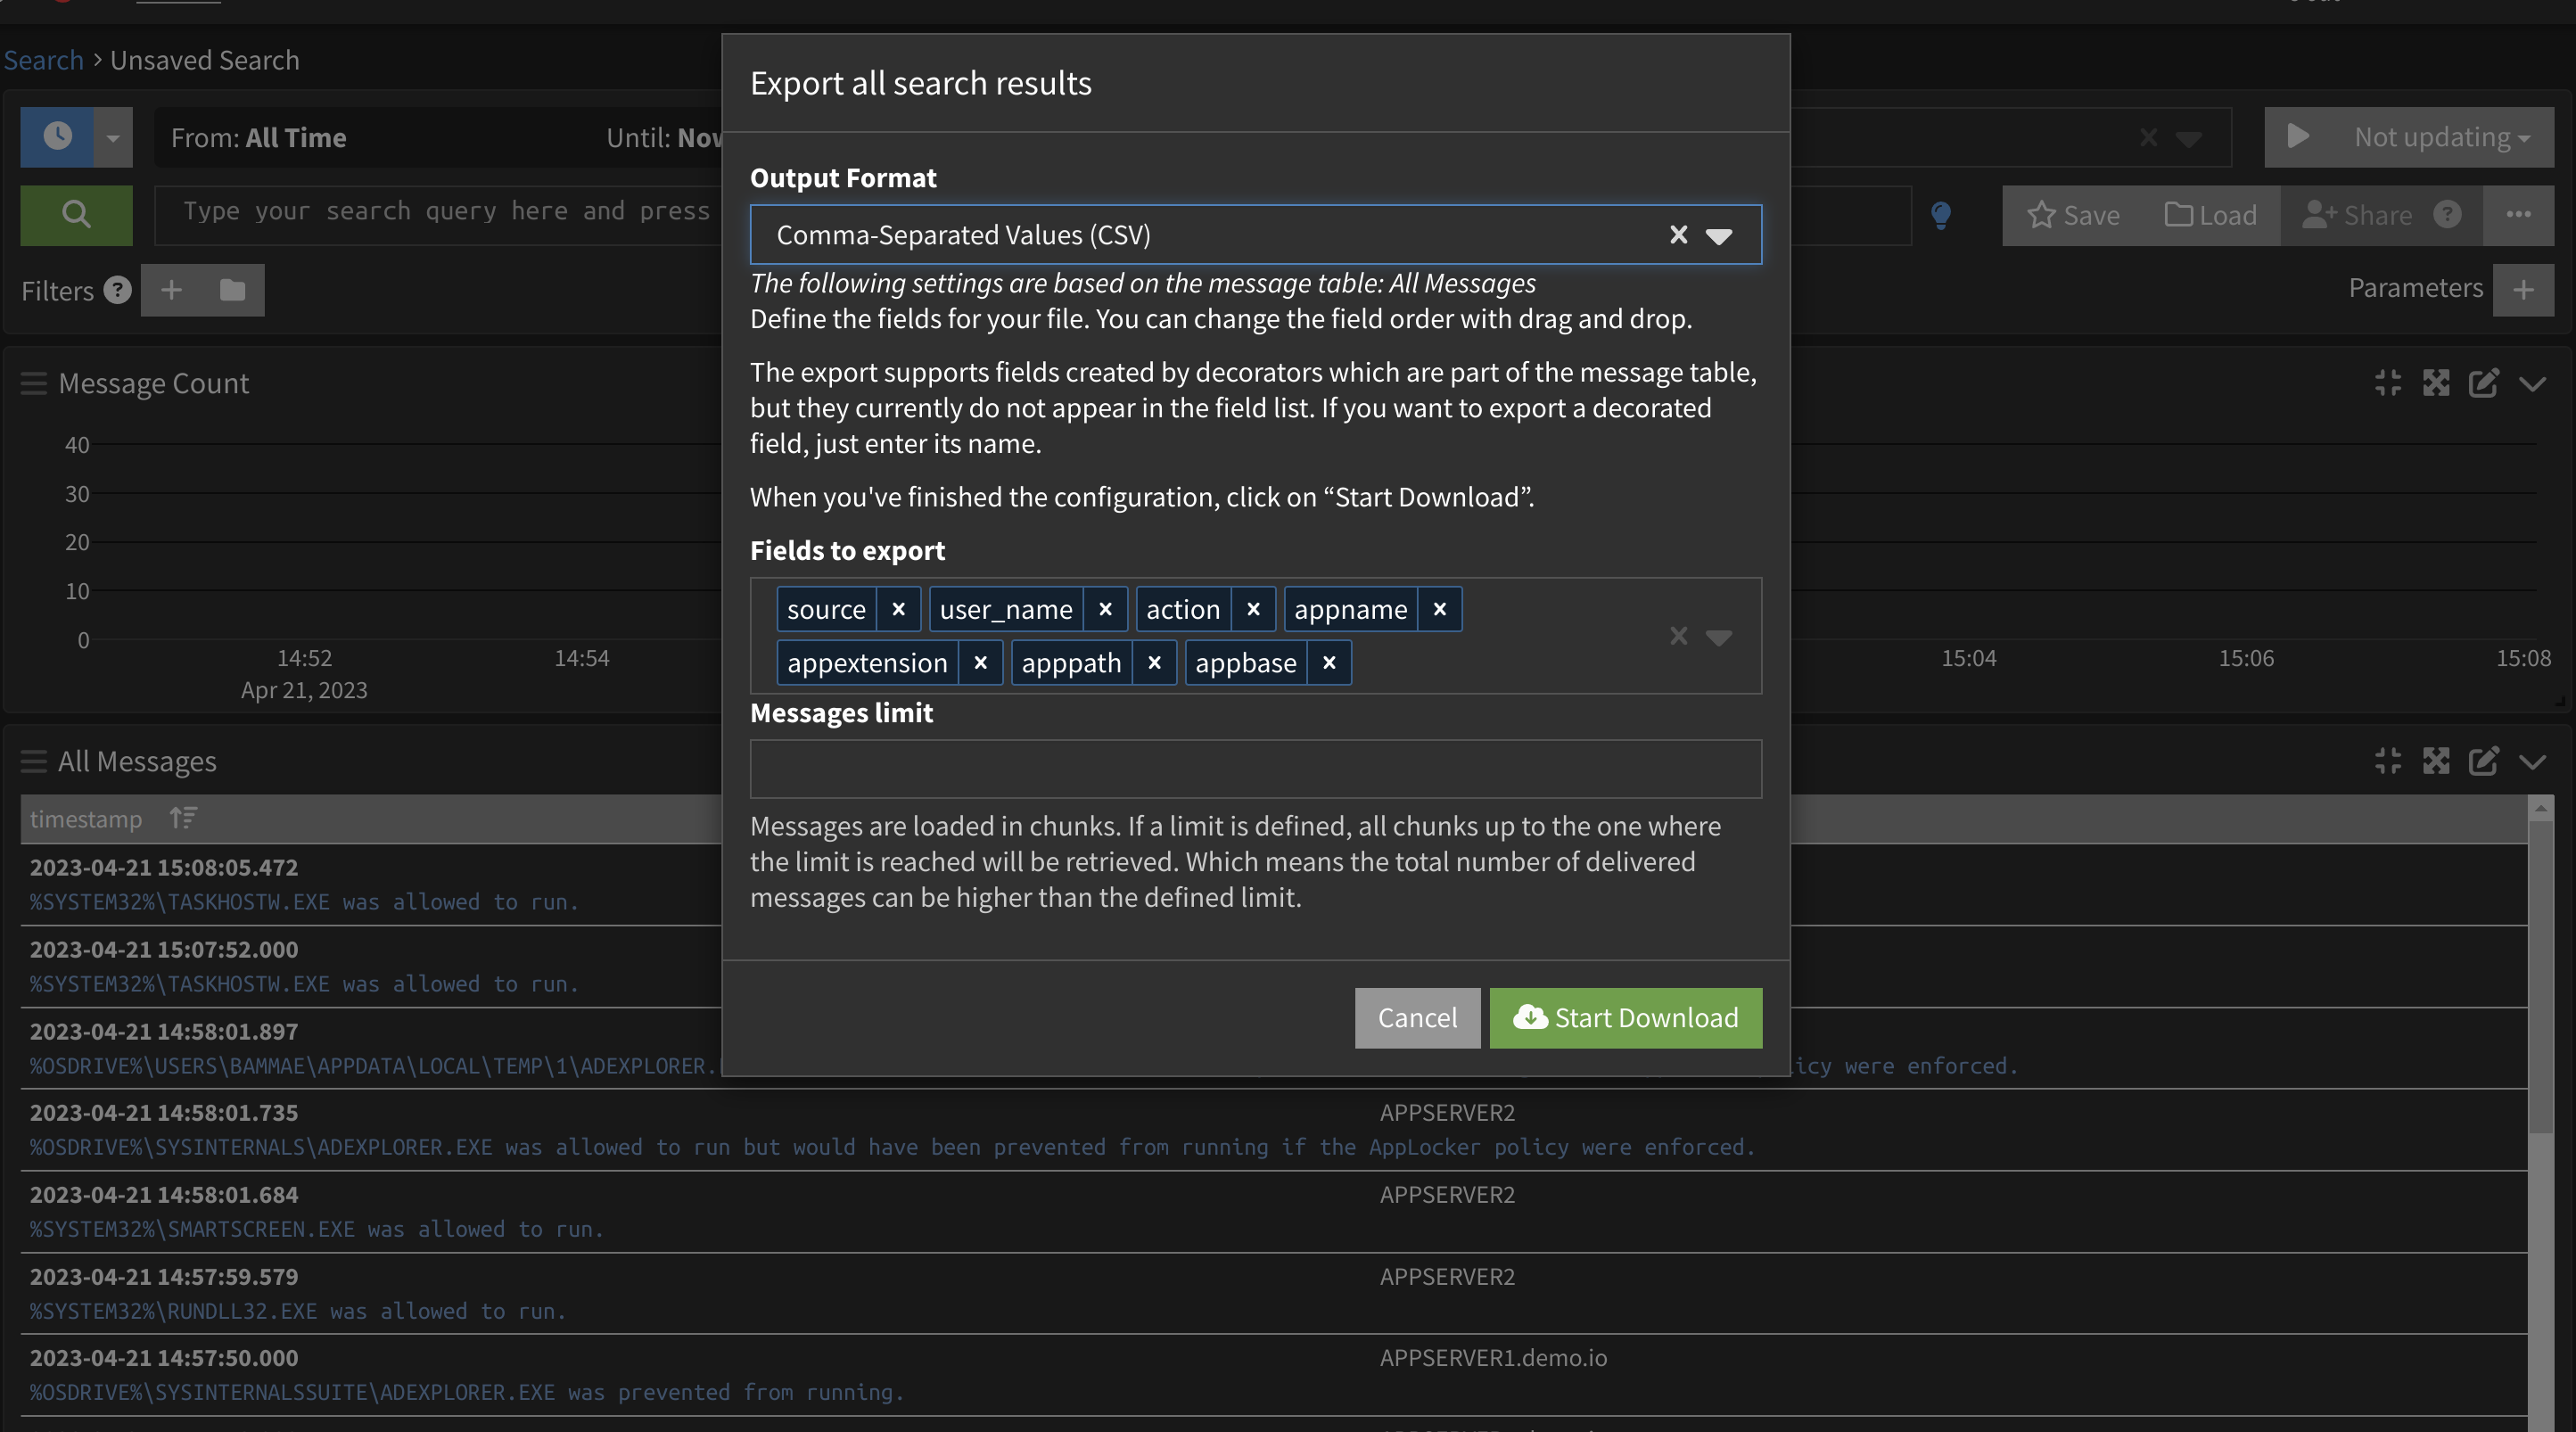 Search > Unsaved Search
Export all search results
From: All Time
Until: Now
Not updating
Output Format
Type your search query here and press
Comma-Separated Values (CSV)
Save
Load
Share
The following settings are based on the message table: All Messages
Filters
Parameters
Define the fields for your file. You can change the field order with drag and drop.
Message Count
The export supports fields created by decorators which are part of the message table,
but they currently do not appear in the field list. If you want to export a decorated
field, just enter its name.
40
30
20
10
0
When you've finished the configuration, click on “Start Download”.
Fields to export
source
user_name
action
appname
appextension
apppath
appbase
14:52
14:54
15:04
15:06
15:08
Apr 21, 2023
Messages limit
All Messages
timestamp
Messages are loaded in chunks. If a limit is defined, all chunks up to the one where
the limit is reached will be retrieved. Which means the total number of delivered
messages can be higher than the defined limit.
Cancel
Start Download
2023-04-21 15:08:05.472
%SYSTEM32%\TASKHOSTW.EXE was allowed to run.
2023-04-21 15:07:52.000
%SYSTEM32%\TASKHOSTW.EXE was allowed to run.
2023-04-21 14:58:01.897
%OSDRIVE%\USERS\BAMMAE\APPDATA\LOCAL\TEMP\1\ADEXPLORER.
icy were enforced.
2023-04-21 14:58:01.735
APPSERVER2
%OSDRIVE%\SYSINTERNALS\ADEXPLORER.EXE was allowed to run but would have been prevented from running if the AppLocker policy were enforced.
2023-04-21 14:58:01.684
APPSERVER2
%SYSTEM32%\SMARTSCREEN.EXE was allowed to run.
2023-04-21 14:57:59.579
APPSERVER2
%SYSTEM32%\RUNDLL32.EXE was allowed to run.
2023-04-21 14:57:50.000
APPSERVER1.demo.io
%OSDRIVE%\SYSINTERNALSSUITE\ADEXPLORER.EXE was prevented from running.